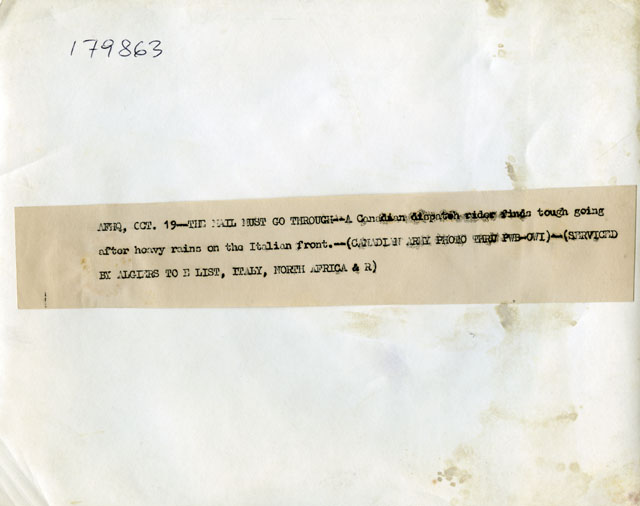 179863
AFHQ, OCT. 19--THE MAIL MUST GO THROUGH--A Canadian dispatch rider finds tough going
after heavy rains on the Italian front.--(CANADIAN ARMY PHOTO THRU PWB-OWI)--(SERVICED
BY ALGIERS TO E LIST, ITALY, NORTH AFRICA & R)